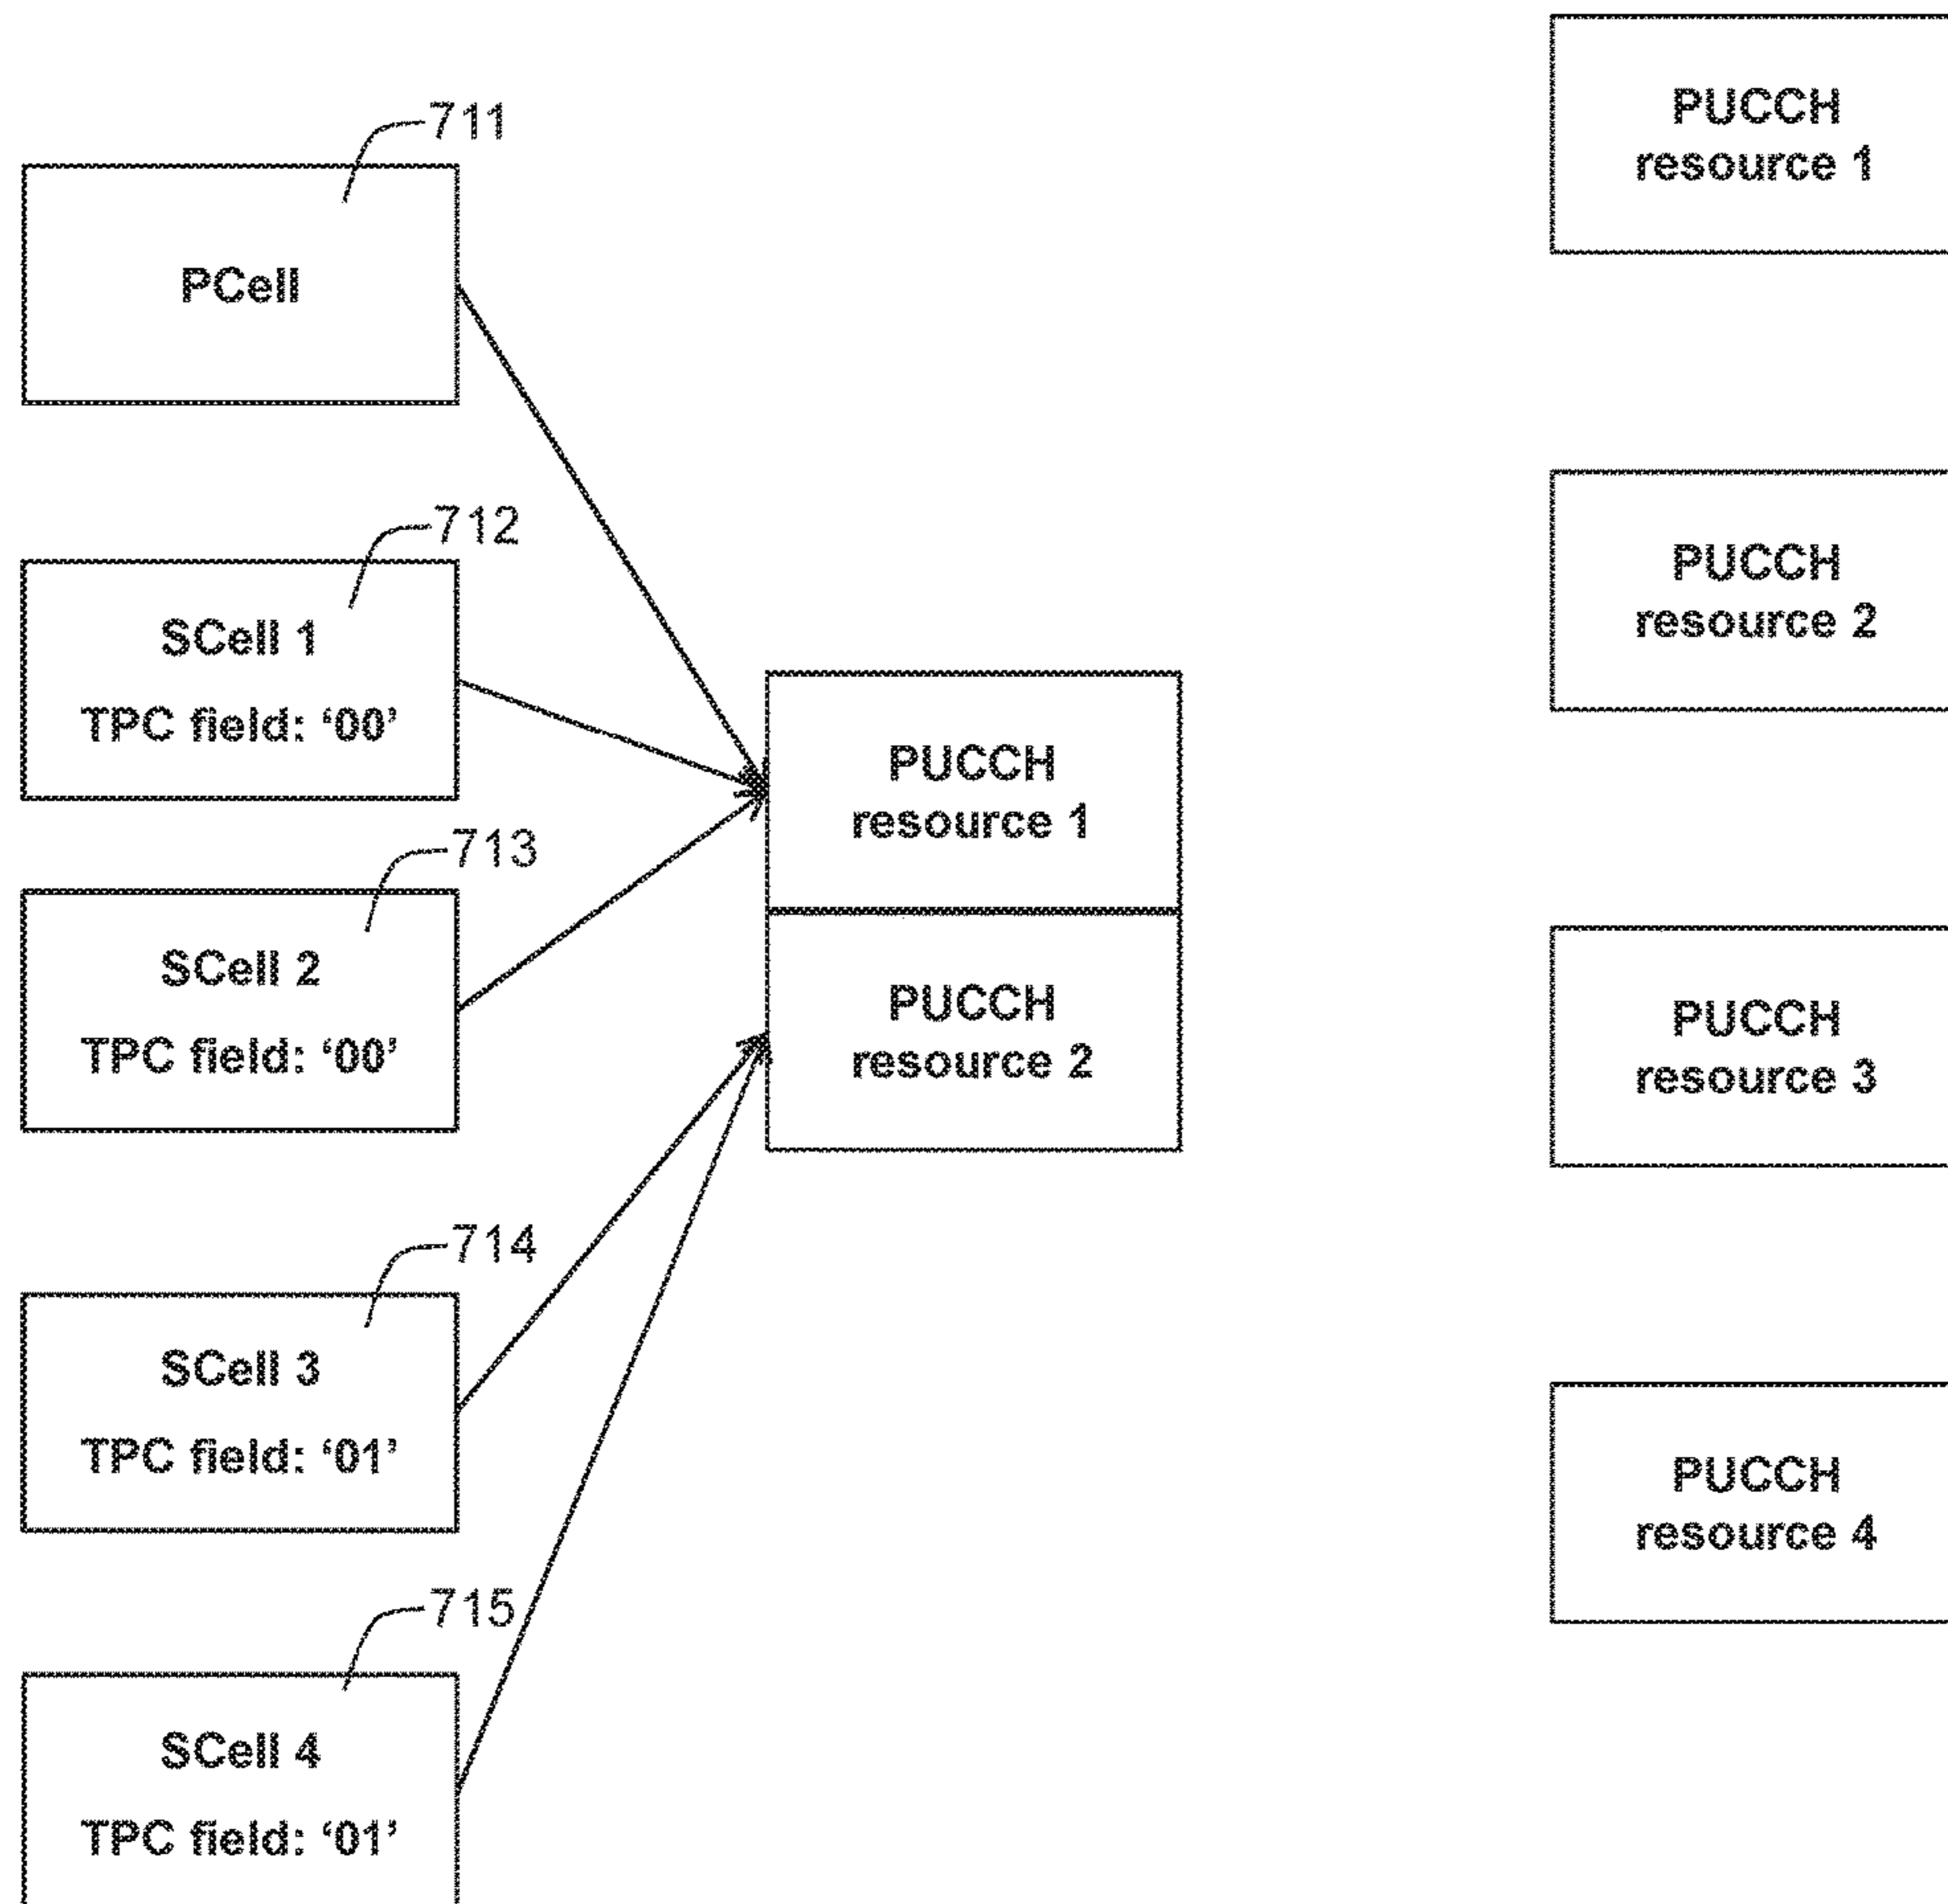 711
PCell
712
SCell 1
TPC field: ‘00’
713
SCell 2
TPC field: ‘00’
714
SCell 3
TPC field: ‘01’
715
SCell 4
TPC field: ‘01’
PUCCH
resource 1
PUCCH
resource 2
PUCCH
resource 1
PUCCH
resource 2
PUCCH
resource 3
PUCCH
resource 4